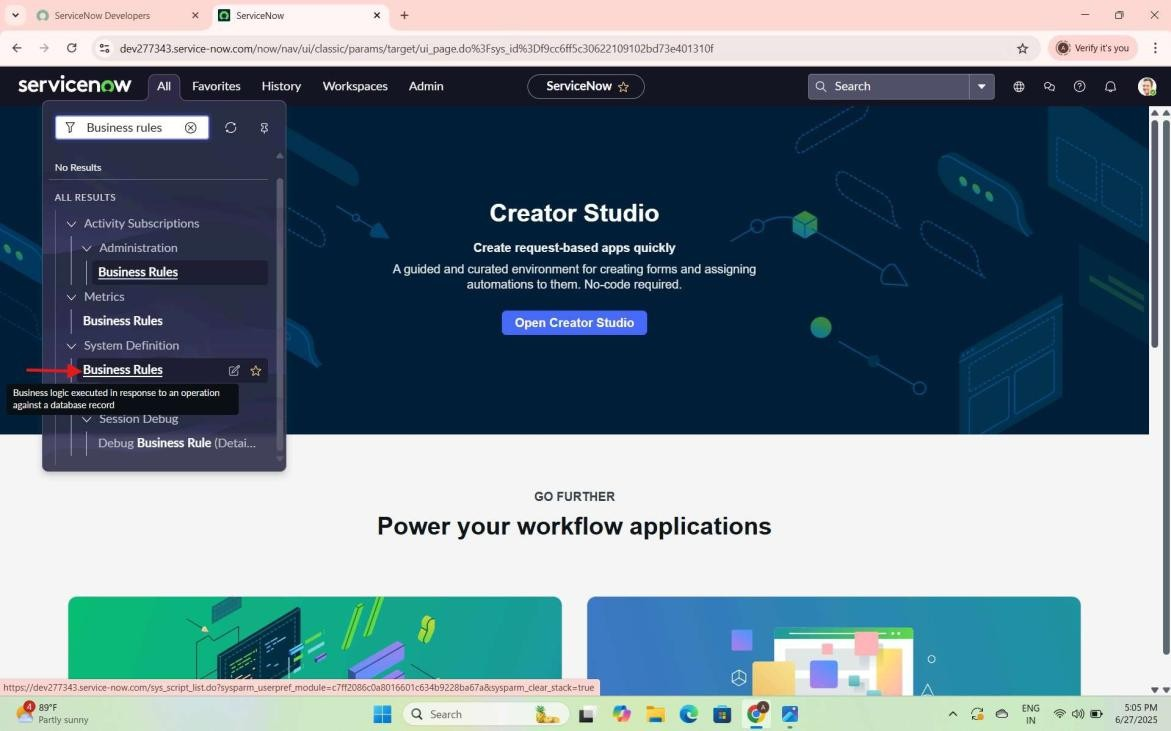 ServiceNow Developers
ServiceNow
dev277343.service-now.com/now/nav/ui/classic/params/target/ui_page.do%3Fsys_id%3Df9cc6ff5c30622109102bd73e401310f
Verify it's you
servicenow
All
Favorites
History
Workspaces
Admin
ServiceNow
Search
Business rules
No Results
ALL RESULTS
Activity Subscriptions
Administration
Business Rules
Metrics
Business Rules
System Definition
Business Rules
Business logic executed in response to an operation
against a database record
Session Debug
Debug Business Rule (Detai...
Creator Studio
Create request-based apps quickly
A guided and curated environment for creating forms and assigning
automations to them. No-code required.
Open Creator Studio
GO FURTHER
Power your workflow applications
https://dev277343.service-now.com/sys_script_list.do?sysparm_userpref_module=c7ff2086c0a8016601c634b9228ba67a&sysparm_clear_stack=true
4
89°F
Partly sunny
Search
A
ENG
IN
5:05 PM
6/27/2025